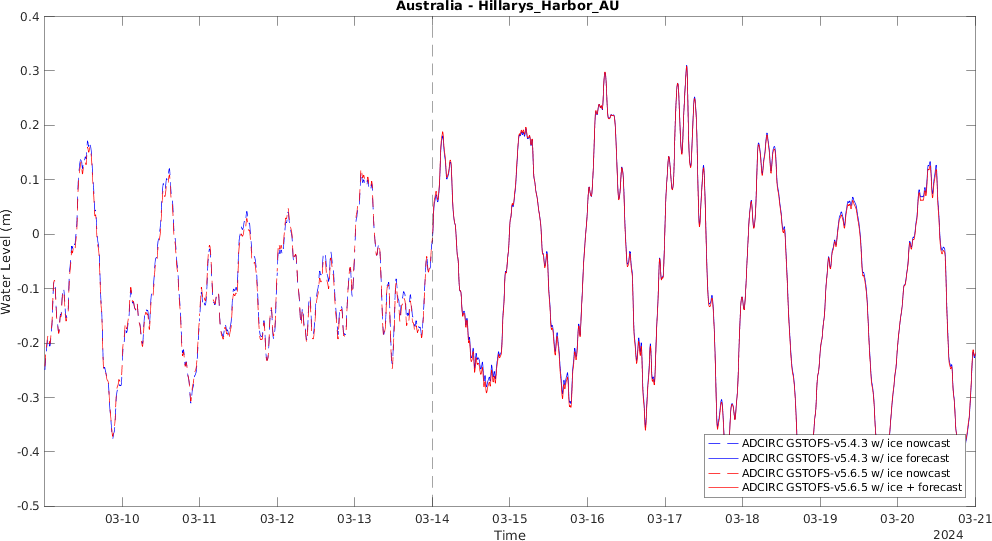 Australia - Hillarys_Harbor_AU
0.4
0.3
0.2
0.1
0
-0.1
-0.2
-0.3
-0.4
-0.5
Water Level (m)
ADCIRC GSTOFS-v5.4.3 w/ ice nowcast
ADCIRC GSTOFS-v5.4.3 w/ ice forecast
ADCIRC GSTOFS-v5.6.5 w/ ice nowcast
ADCIRC GSTOFS-v5.6.5 w/ ice + forecast
03-10 03-11 03-12 03-13 03-14 03-15 03-16 03-17 03-18 03-19 03-20 03-21
Time
2024